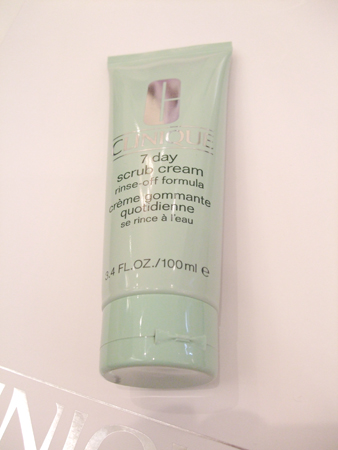 CLINIQUE
7 day
scrub cream
rinse-off formula
crème gommante
quotidienne
se rince à l'eau
3.4 FL.OZ./100ml e
INIQ